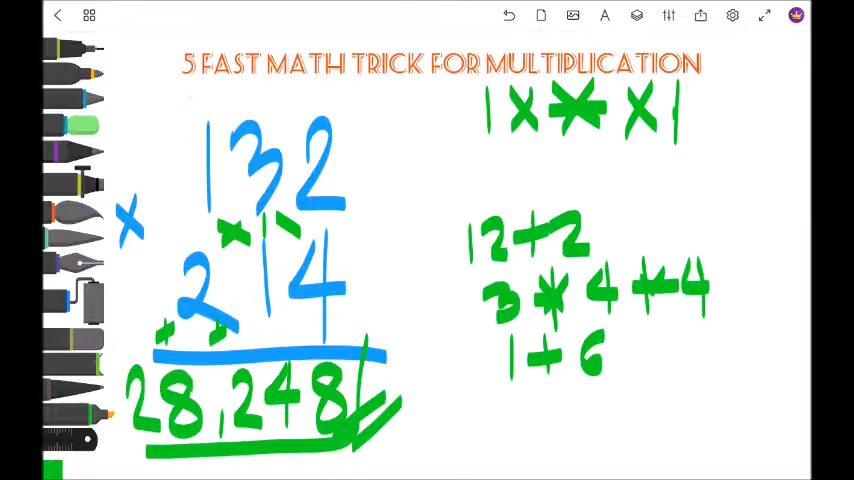 5 FAST MATH TRICK FOR MULTIPLICATION
1 X * X 1
132
X 214
28,248
12+2
3 * 4 + 4
1 + 6